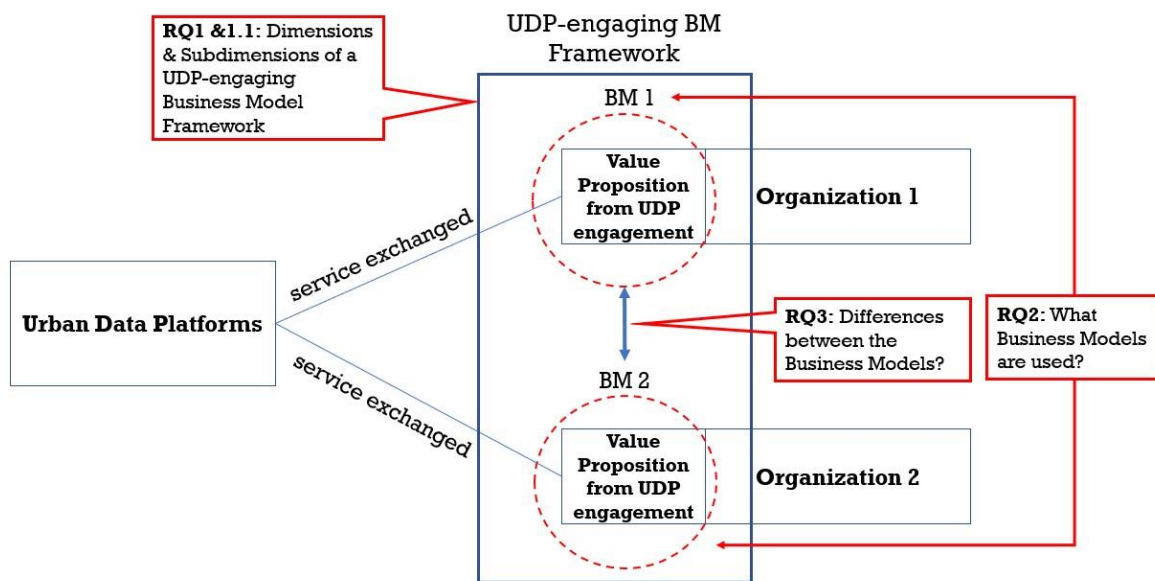 UDP-engaging BM
Framework
RQ1 &1.1: Dimensions
& Subdimensions of a
UDP-engaging
Business Model
Framework
BM 1
Value
Proposition
from UDP
engagement
Organization 1
service exchanged
Urban Data Platforms
service exchanged
RQ3: Differences
between the
Business Models?
RQ2: What
Business Models
are used?
BM 2
Value
Proposition
from UDP
engagement
Organization 2